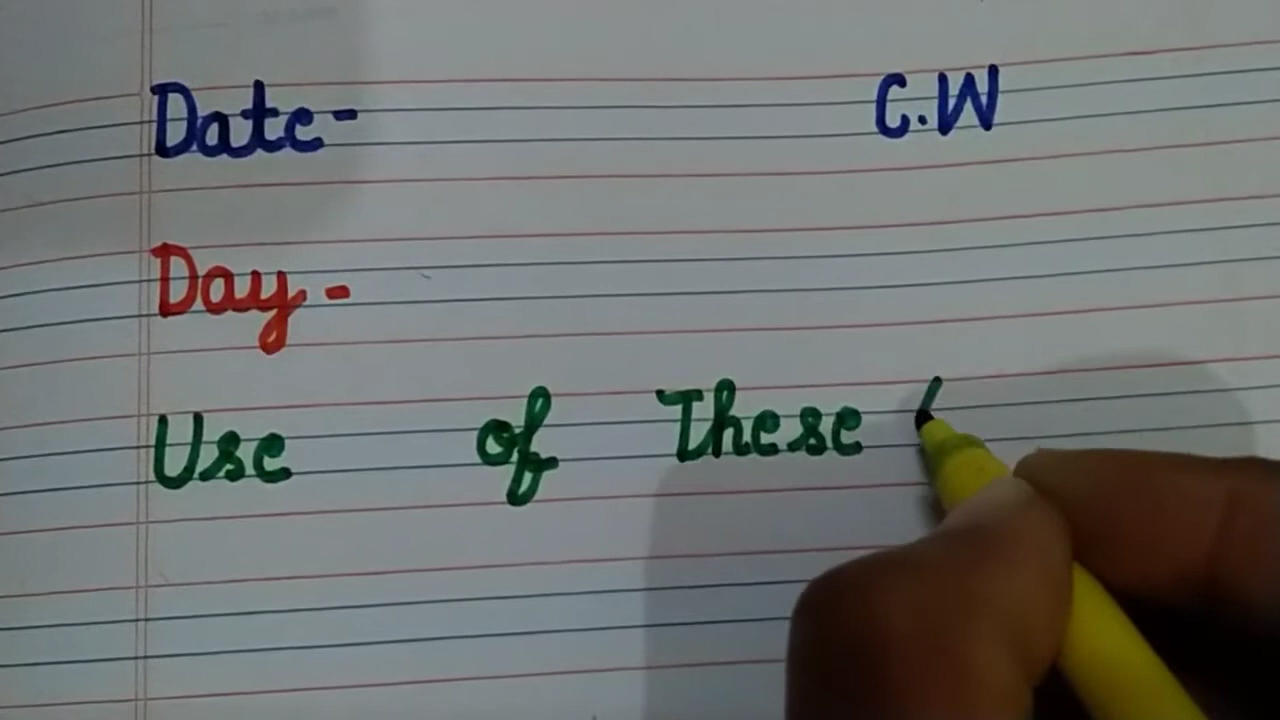 Date- C.W
Day-
Use of These